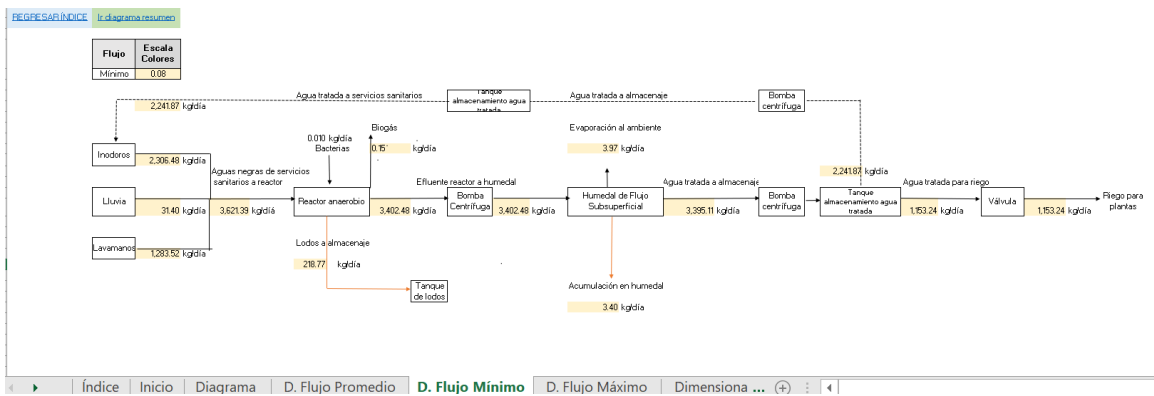 REGRESAR ÍNDICE
Ir diagrama resumen
Flujo
Escala
Colores
Mínimo
0.08
Agua tratada a servicios sanitarios
Tanque
almacenamiento agua
tratada
Agua tratada a almacenaje
Bomba
centrífuga
2,241.87 kg/día
Biogás
Evaporación al ambiente
0.010 kg/día
Bacterias
0.15 kg/día
3.97 kg/día
Inodoros
2,306.48 kg/día
Aguas negras de servicios
sanitarios a reactor
2,241.87 kg/día
Efluente reactor a humedal
Agua tratada a almacenaje
Agua tratada para riego
Lluvia
31.40 kg/día
3,621.39 kg/día
Reactor anaerobio
3,402.48 kg/día
Bomba
Centrífuga
3,402.48 kg/día
Humedal de Flujo
Subsuperficial
3,395.11 kg/día
Bomba
centrífuga
Tanque
almacenamiento agua
tratada
1,153.24 kg/día
Válvula
1,153.24 kg/día
Riego para
plantas
Lavamanos
1,283.52 kg/día
Lodos a almacenaje
218.77 kg/día
Tanque
de lodos
Acumulación en humedal
3.40 kg/día
Índice
Inicio
Diagrama
D. Flujo Promedio
D. Flujo Mínimo
D. Flujo Máximo
Dimensiona ...